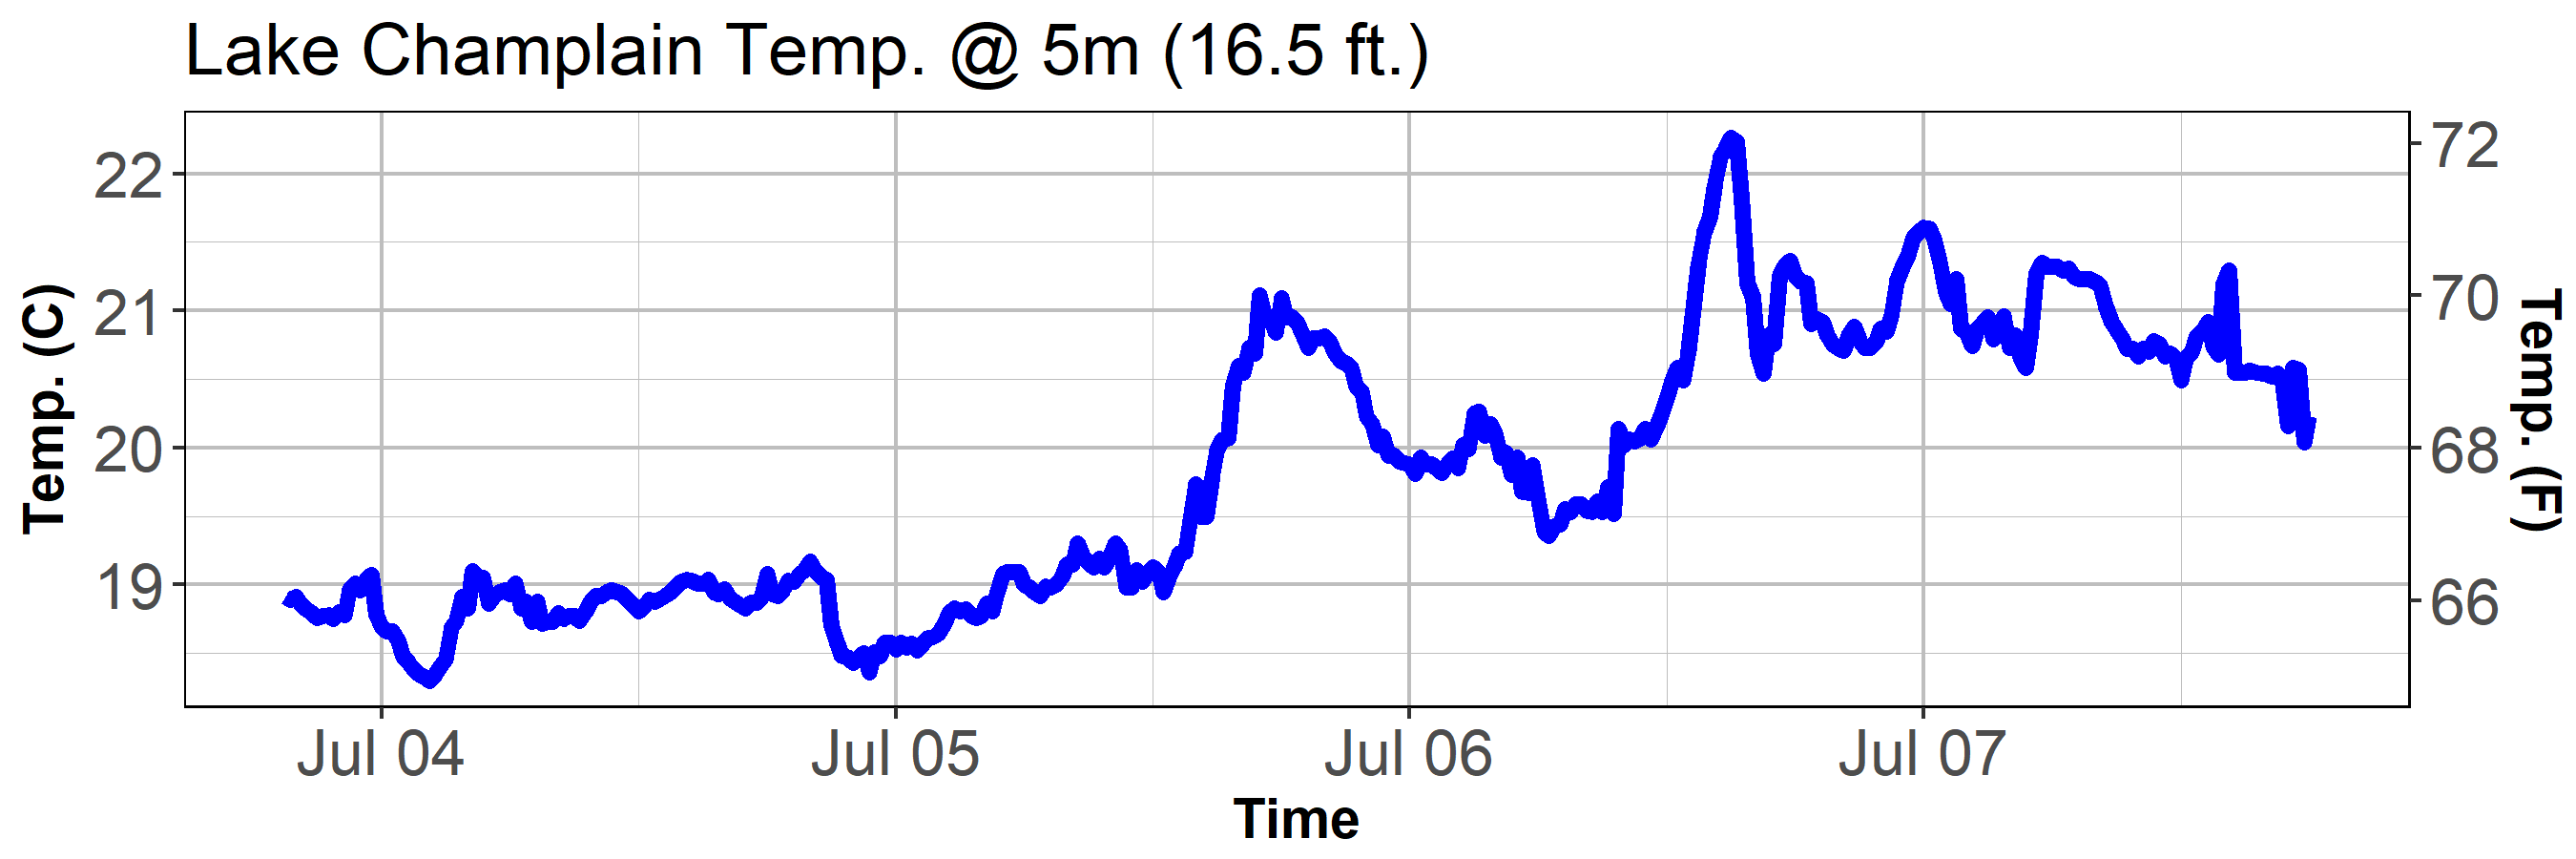 Lake Champlain Temp. @ 5m (16.5 ft.)
Temp. (C)
22
21
20
19
72
70
68
66
Temp. (F)
Jul 04 Jul 05 Jul 06 Jul 07
Time